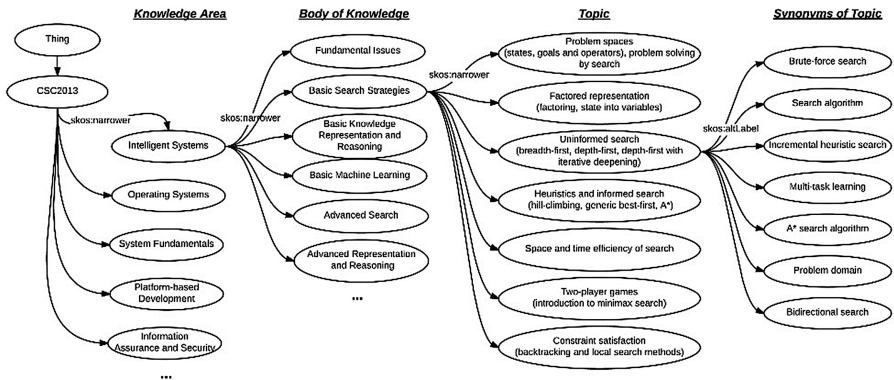 Knowledge Area
Body of Knowledge
Topic
Synonyms of Topic
Thing
CSC2013
skos:narrower
Intelligent Systems
Operating Systems
System Fundamentals
Platform-based
Development
Information
Assurance and Security
...
skos:narrower
Fundamental Issues
Basic Search Strategies
Basic Knowledge
Representation and
Reasoning
Basic Machine Learning
Advanced Search
Advanced Representation
and Reasoning
...
skos:narrower
Problem spaces
(states, goals and operators), problem solving
by search
Factored representation
(factoring, state into variables)
Uninformed search
(breadth-first, depth-first, depth-first with
iterative deepening)
Heuristics and informed search
(hill-climbing, generic best-first, A*)
Space and time efficiency of search
Two-player games
(introduction to minimax search)
Constraint satisfaction
(backtracking and local search methods)
skos:altLabel
Brute-force search
Search algorithm
Incremental heuristic search
Multi-task learning
A* search algorithm
Problem domain
Bidirectional search